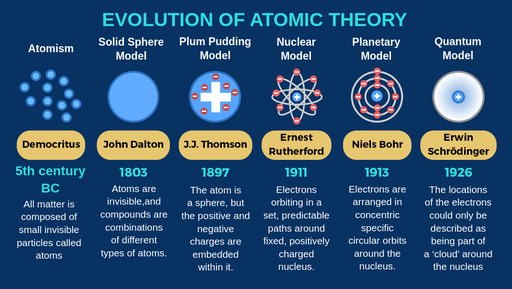 EVOLUTION OF ATOMIC THEORY
Atomism
Democritus
5th century
BC
All matter is
composed of
small invisible
particles called
atoms
Solid Sphere
Model
John Dalton
1803
Atoms are
invisible,and
compounds are
combinations
of different
types of atoms.
Plum Pudding
Model
J.J. Thomson
1897
The atom is
a sphere, but
the positive and
negative
charges are
embedded
within it.
Nuclear
Model
Ernest
Rutherford
1911
Electrons
orbiting in a
set, predictable
paths around
fixed, positively
charged
nucleus.
Planetary
Model
Niels Bohr
1913
Electrons are
arranged in
concentric
specific
circular orbits
around the
nucleus.
Quantum
Model
Erwin
Schrödinger
1926
The locations
of the electrons
could only be
described as
being part of
a ‘cloud’ around
the nucleus